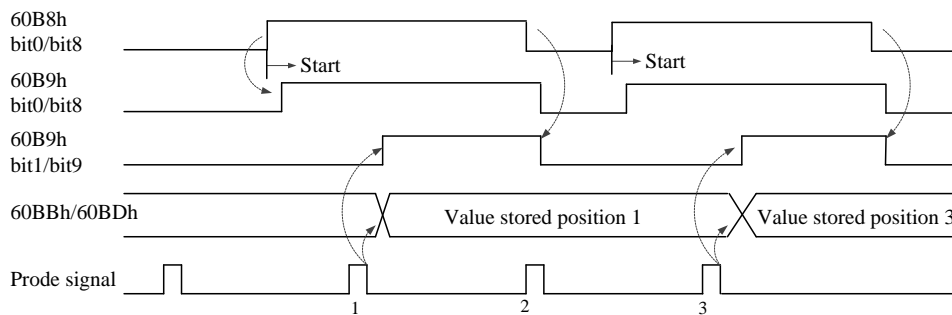 60B8h
bit0/bit8
Start
Start
60B9h
bit0/bit8
60B9h
bit1/bit9
60BBh/60BDh
Value stored position 1
Value stored position 3
Prode signal
1
2
3